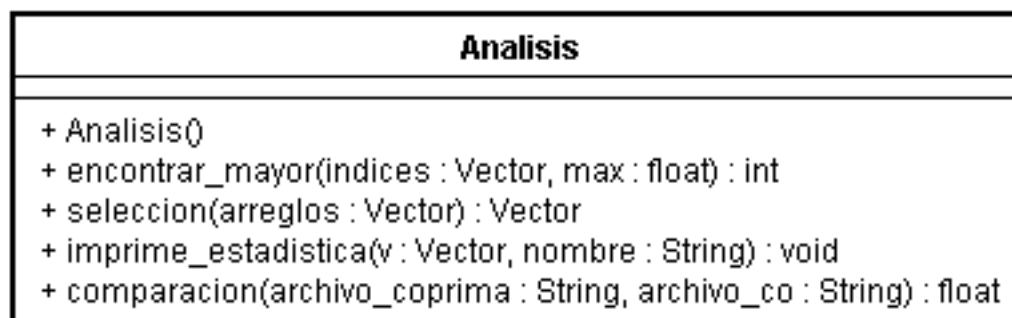 Analisis
+ Analisis()
+ encontrar_mayor(indices : Vector, max : float) : int
+ seleccion(arreglos : Vector) : Vector
+ imprime_estadistica(v : Vector, nombre : String) : void
+ comparacion(archivo_coprima : String, archivo_co : String) : float